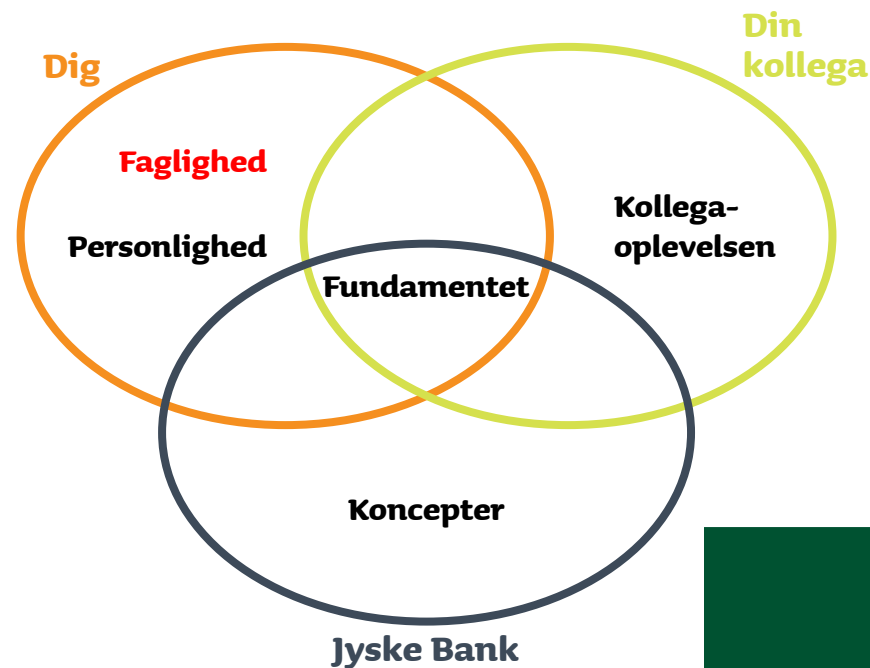 Dig
Din
kollega
Faglighed
Personlighed
Kollega-
oplevelsen
Fundamentet
Koncepter
Jyske Bank